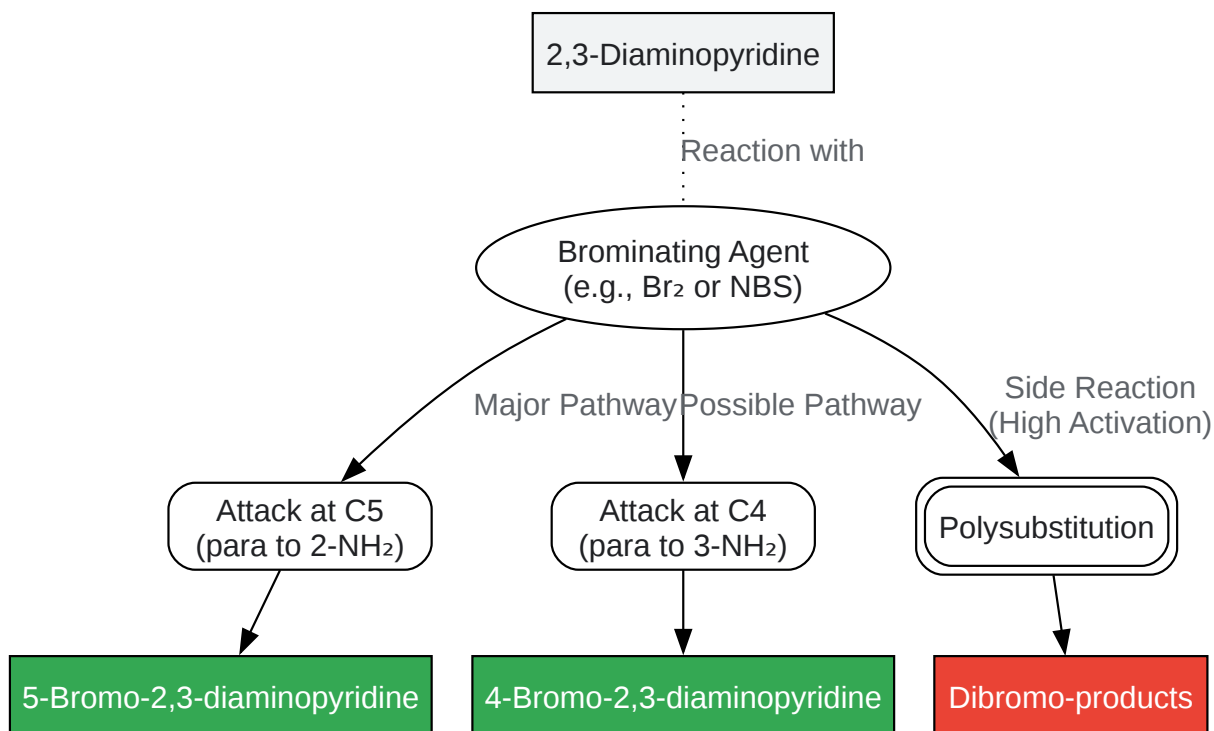 2,3-Diaminopyridine
Reaction with
Brominating Agent
(e.g., Br₂ or NBS)
Major Pathway
Possible Pathway
Side Reaction
(High Activation)
Attack at C5
(para to 2-NH₂)
Attack at C4
(para to 3-NH₂)
Polysubstitution
5-Bromo-2,3-diaminopyridine
4-Bromo-2,3-diaminopyridine
Dibromo-products